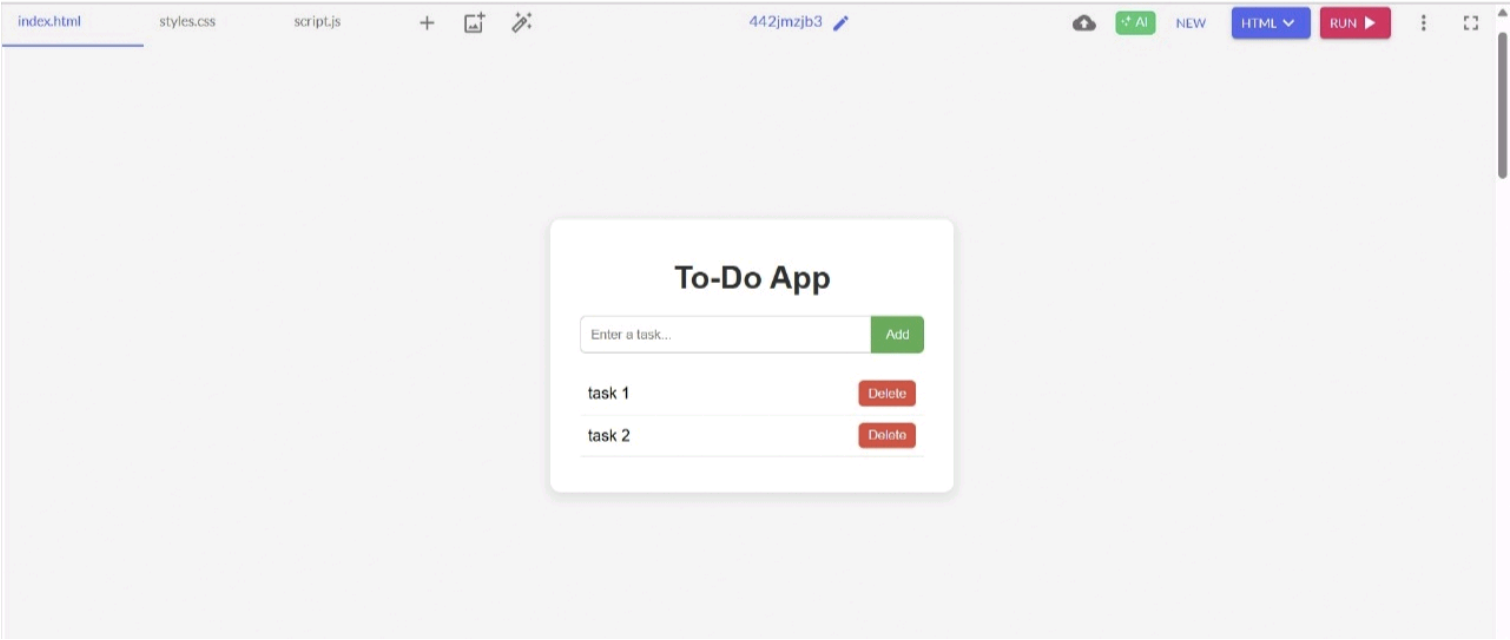 index.html styles.css script.js 442jmzjb3 AI NEW HTML RUN
To-Do App
Enter a task... Add
task 1 Delete
task 2 Delete